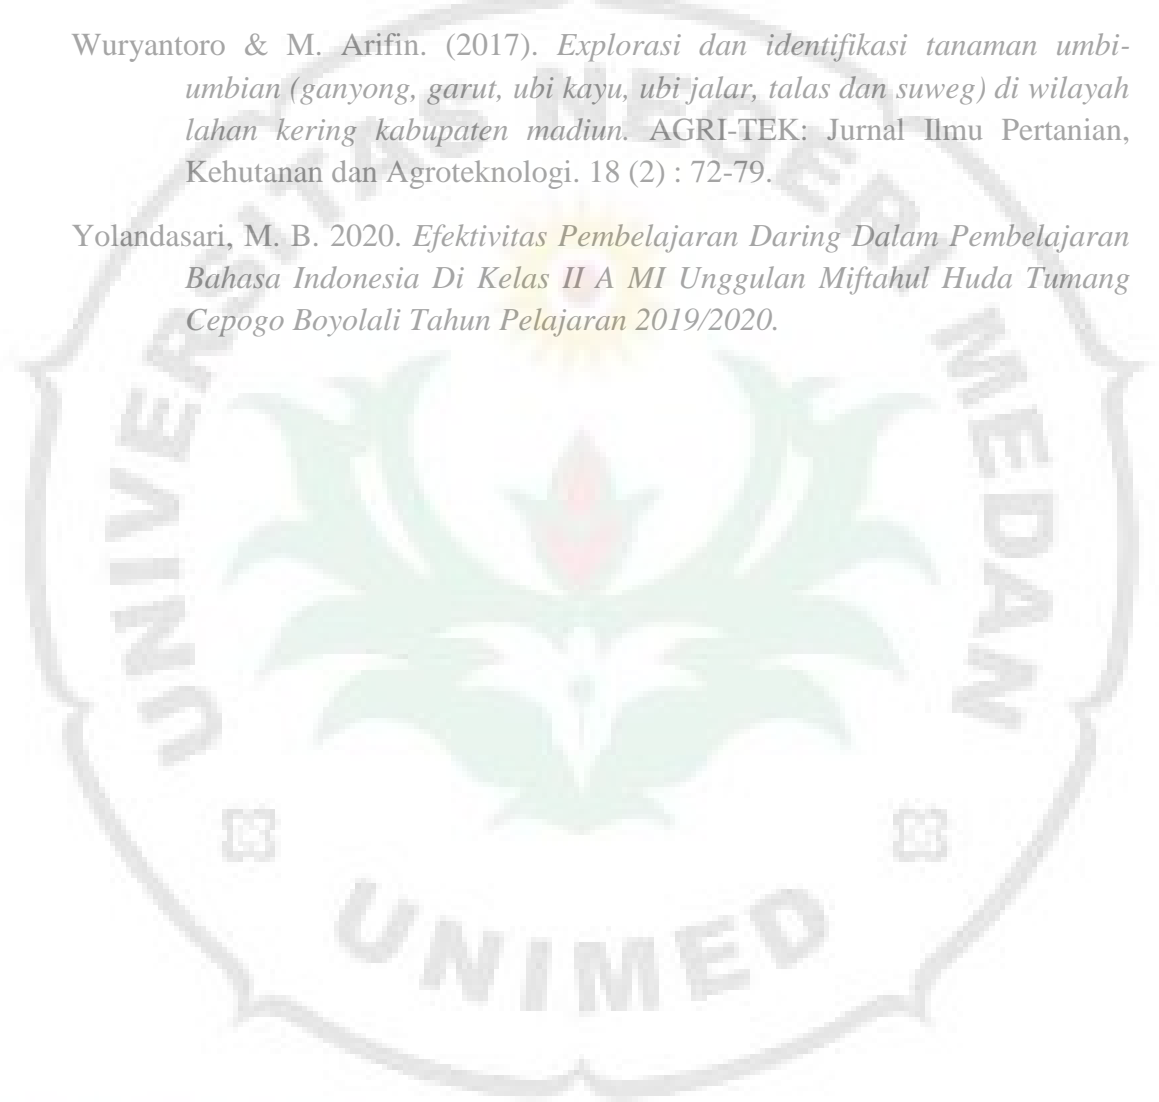 Wuryantoro & M. Arifin. (2017). Explorasi dan identifikasi tanaman umbi-
umbian (ganyong, garut, ubi kayu, ubi jalar, talas dan suweg) di wilayah
lahan kering kabupaten madiun. AGRI-TEK: Jurnal Ilmu Pertanian,
Kehutanan dan Agroteknologi. 18 (2) : 72-79.
Yolandasari, M. B. 2020. Efektivitas Pembelajaran Daring Dalam Pembelajaran
Bahasa Indonesia Di Kelas II A MI Unggulan Miftahul Huda Tumang
Cepogo Boyolali Tahun Pelajaran 2019/2020.
UNIVERSITAS NEGERI MEDAN
UNIMED